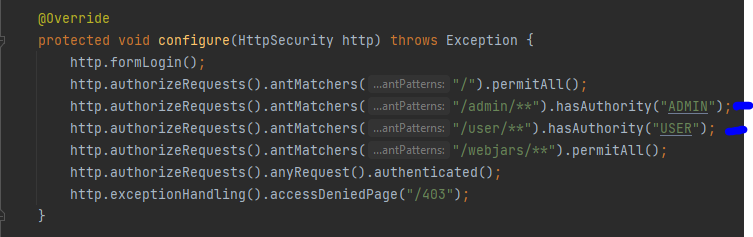 @Override
protected void configure(HttpSecurity http) throws Exception {
http.formLogin();
http.authorizeRequests().antMatchers( ...antPatterns: "/").permitAll();
http.authorizeRequests().antMatchers( ...antPatterns: "/admin/**").hasAuthority("ADMIN");
http.authorizeRequests().antMatchers( ...antPatterns: "/user/**").hasAuthority("USER");
http.authorizeRequests().antMatchers( ...antPatterns: "/webjars/**").permitAll();
http.authorizeRequests().anyRequest().authenticated();
http.exceptionHandling().accessDeniedPage("/403");
}